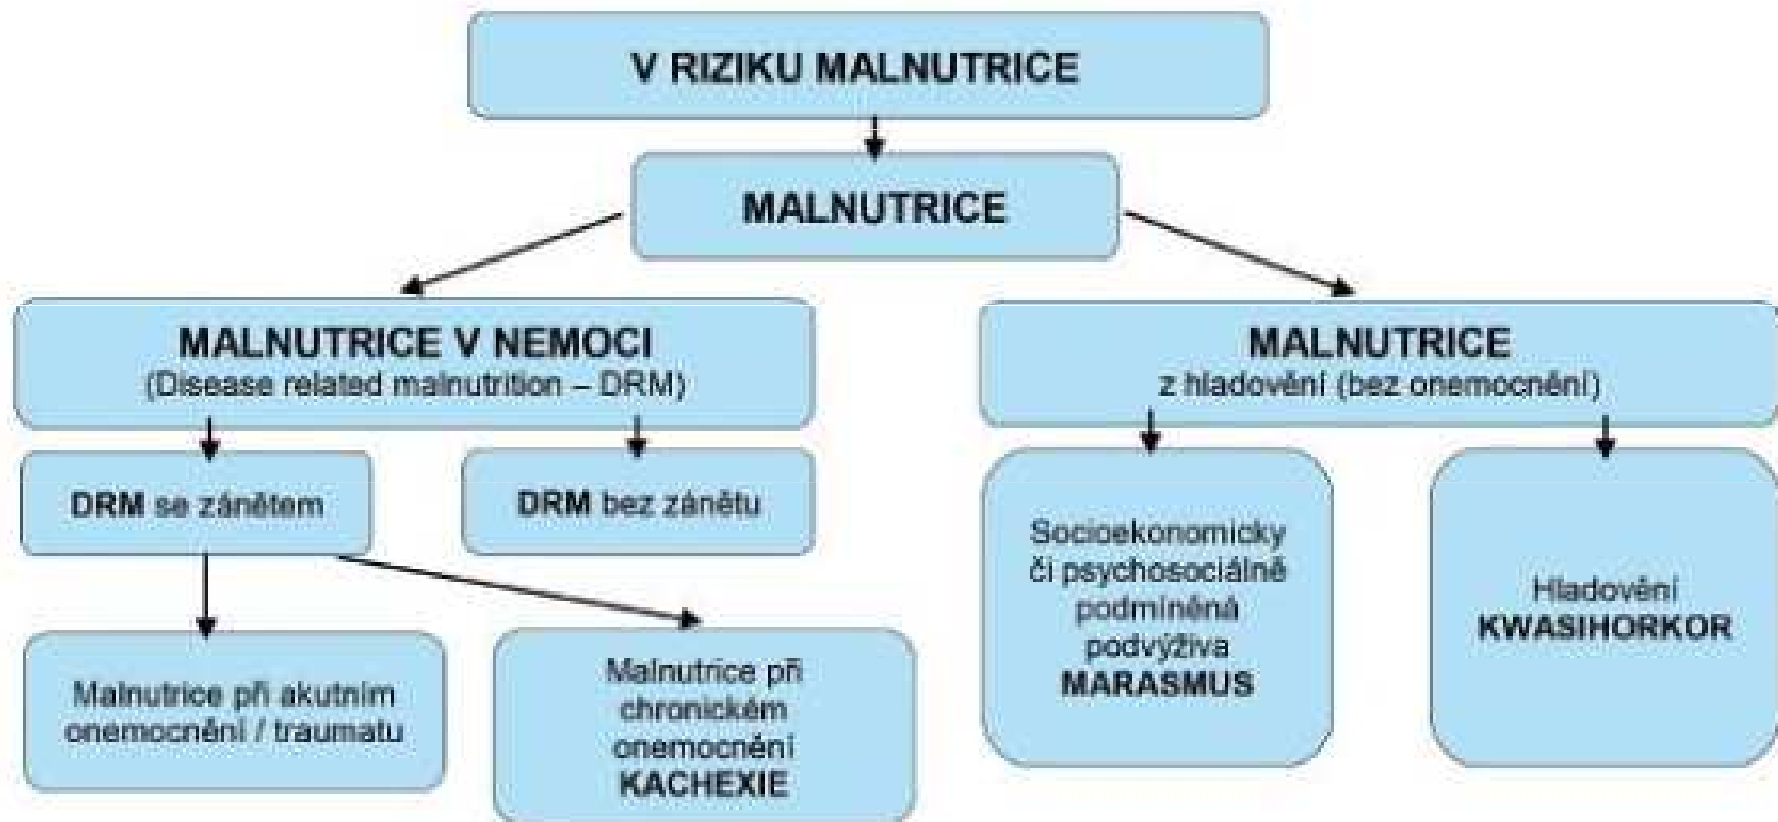 V RIZIKU MALNUTRICE
MALNUTRICE
MALNUTRICE V NEMOCI
(Disease related malnutrition – DRM)
MALNUTRICE
z hladovění (bez onemocnění)
DRM se zánětem
DRM bez zánětu
Socioekonomicky
či psychosociálně
podmíněná
podvýživa
MARASMUS
Hladovění
KWASIHORKOR
Malnutrice při akutním
onemocnění / traumatu
Malnutrice při
chronickém
onemocnění
KACHEXIE